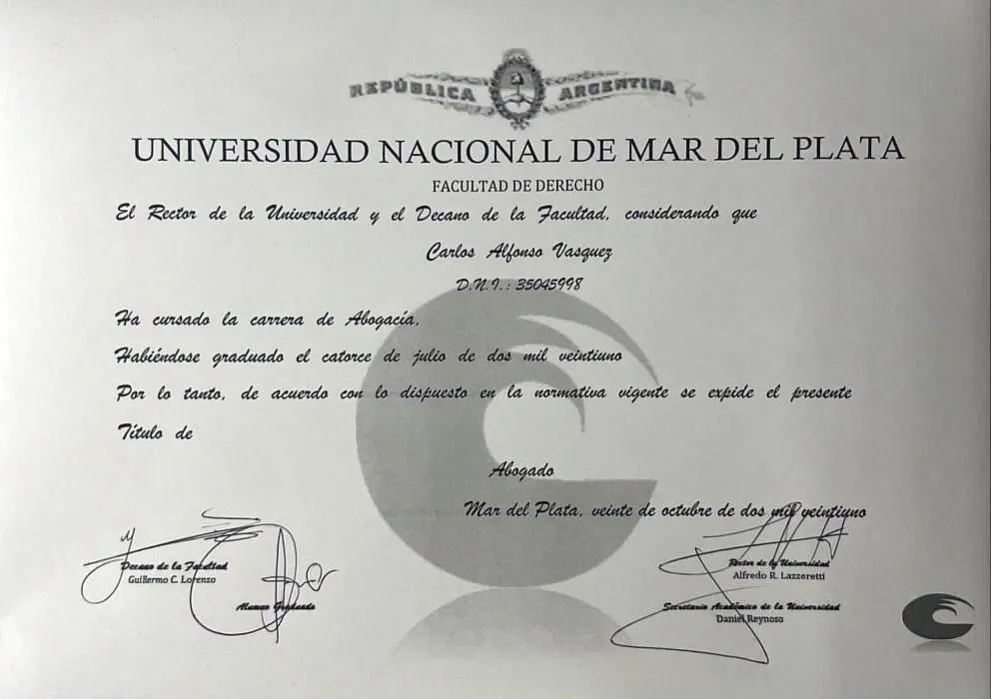 REPÚBLICA ARGENTINA
UNIVERSIDAD NACIONAL DE MAR DEL PLATA
FACULTAD DE DERECHO
El Rector de la Universidad y el Decano de la Facultad, considerando que
Carlos Alfonso Vasquez
D.N.I.: 35045998
Ha cursado la carrera de Abogacía,
Habiéndose graduado el catorce de julio de dos mil veintiuno
Por lo tanto, de acuerdo con lo dispuesto en la normativa vigente se expide el presente
Título de
Abogado
Mar del Plata, veinte de octubre de dos mil veintiuno
Decano de la Facultad
Guillermo C. Lorenzo
Alumno Graduado
Rector de la Universidad
Alfredo R. Lazzeretti
Secretario Académico de la Universidad
Daniel Reynoso